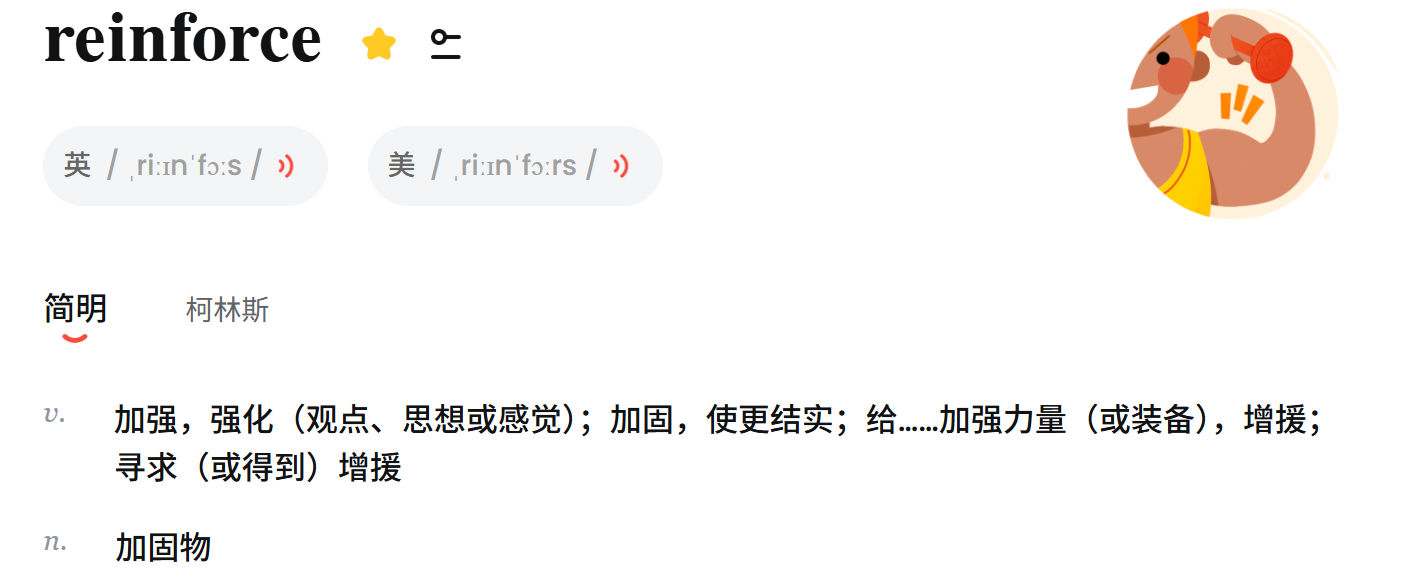 reinforce
英 / ˌriːɪnˈfɔːs / 美 / ˌriːɪnˈfɔːrs /
简明 柯林斯
v. 加强，强化（观点、思想或感觉）；加固，使更结实；给……加强力量（或装备），增援；
寻求（或得到）增援
n. 加固物